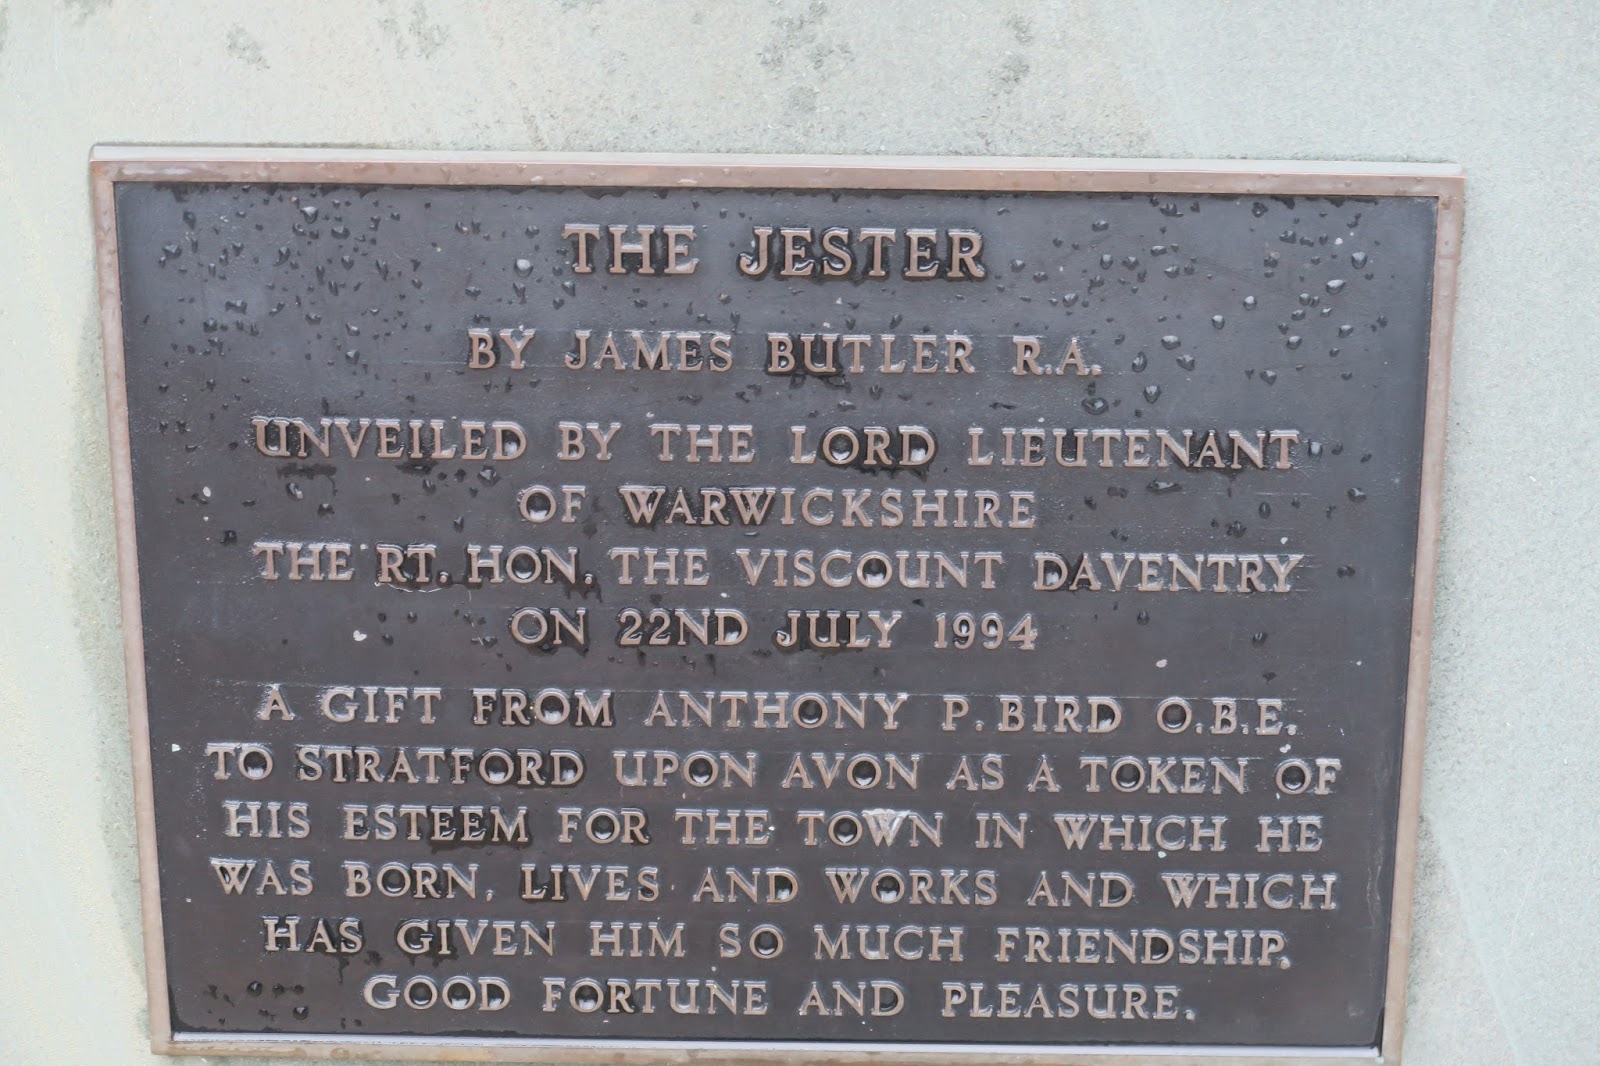 THE JESTER
BY JAMES BUTLER R.A.
UNVEILED BY THE LORD LIEUTENANT
OF WARWICKSHIRE
THE RT. HON. THE VISCOUNT DAVENTRY
ON 22ND JULY 1994
A GIFT FROM ANTHONY P. BIRD O.B.E.
TO STRATFORD UPON AVON AS A TOKEN OF
HIS ESTEEM FOR THE TOWN IN WHICH HE
WAS BORN, LIVES AND WORKS AND WHICH
HAS GIVEN HIM SO MUCH FRIENDSHIP,
GOOD FORTUNE AND PLEASURE.